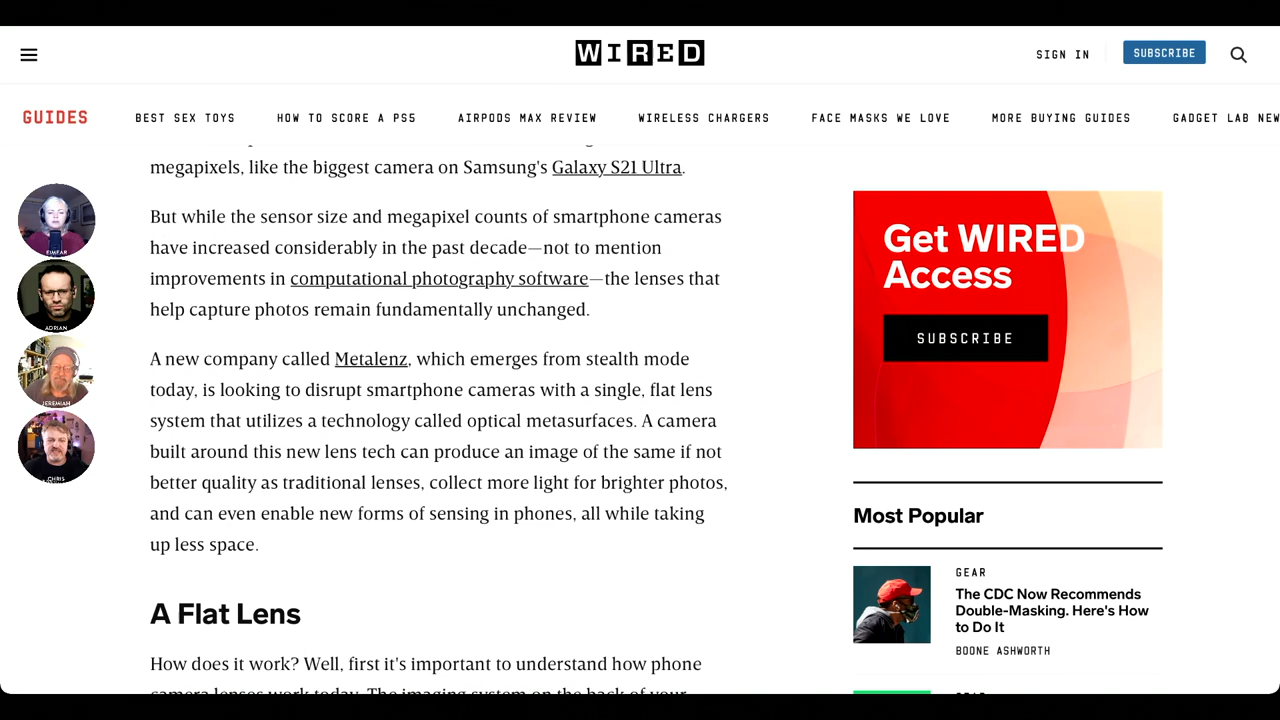 WIRED
SIGN IN
SUBSCRIBE
GUIDES
BEST SEX TOYS
HOW TO SCORE A PS5
AIRPODS MAX REVIEW
WIRELESS CHARGERS
FACE MASKS WE LOVE
MORE BUYING GUIDES
GADGET LAB NEW
megapixels, like the biggest camera on Samsung's Galaxy S21 Ultra.
But while the sensor size and megapixel counts of smartphone cameras
have increased considerably in the past decade—not to mention
improvements in computational photography software—the lenses that
help capture photos remain fundamentally unchanged.
A new company called Metalenz, which emerges from stealth mode
today, is looking to disrupt smartphone cameras with a single, flat lens
system that utilizes a technology called optical metasurfaces. A camera
built around this new lens tech can produce an image of the same if not
better quality as traditional lenses, collect more light for brighter photos,
and can even enable new forms of sensing in phones, all while taking
up less space.
A Flat Lens
How does it work? Well, first it's important to understand how phone
camera lenses work today. The imaging system on the back of your
EIMEAR
ADRIAN
JEREMIAH
CHRIS
Get WIRED
Access
SUBSCRIBE
Most Popular
GEAR
The CDC Now Recommends
Double-Masking. Here's How
to Do It
BOONE ASHWORTH